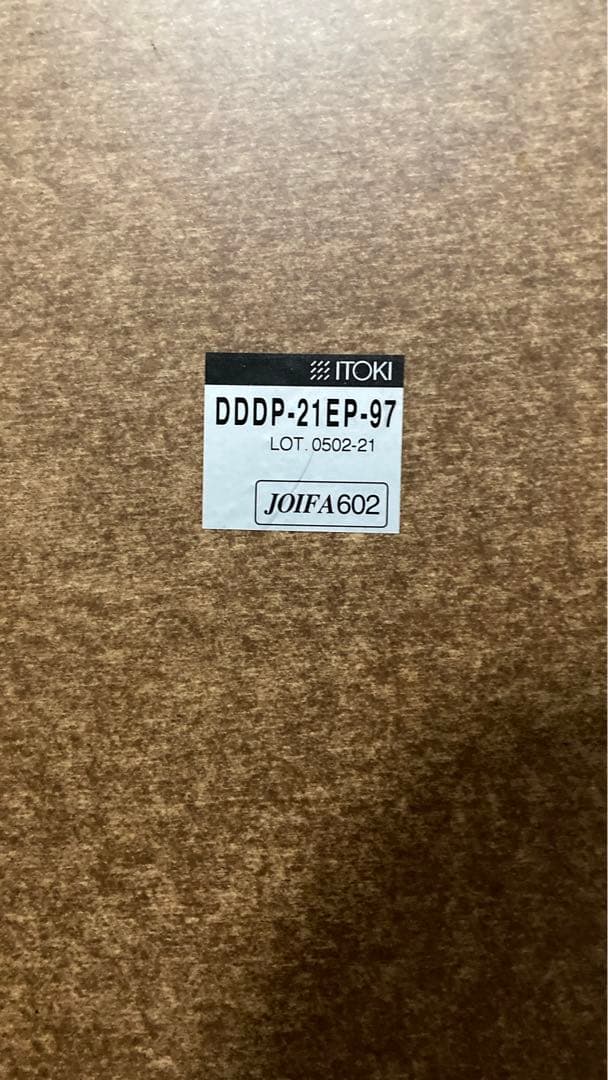 ITOKI
DDDP-21EP-97
LOT. 0502-21
JOIFA602